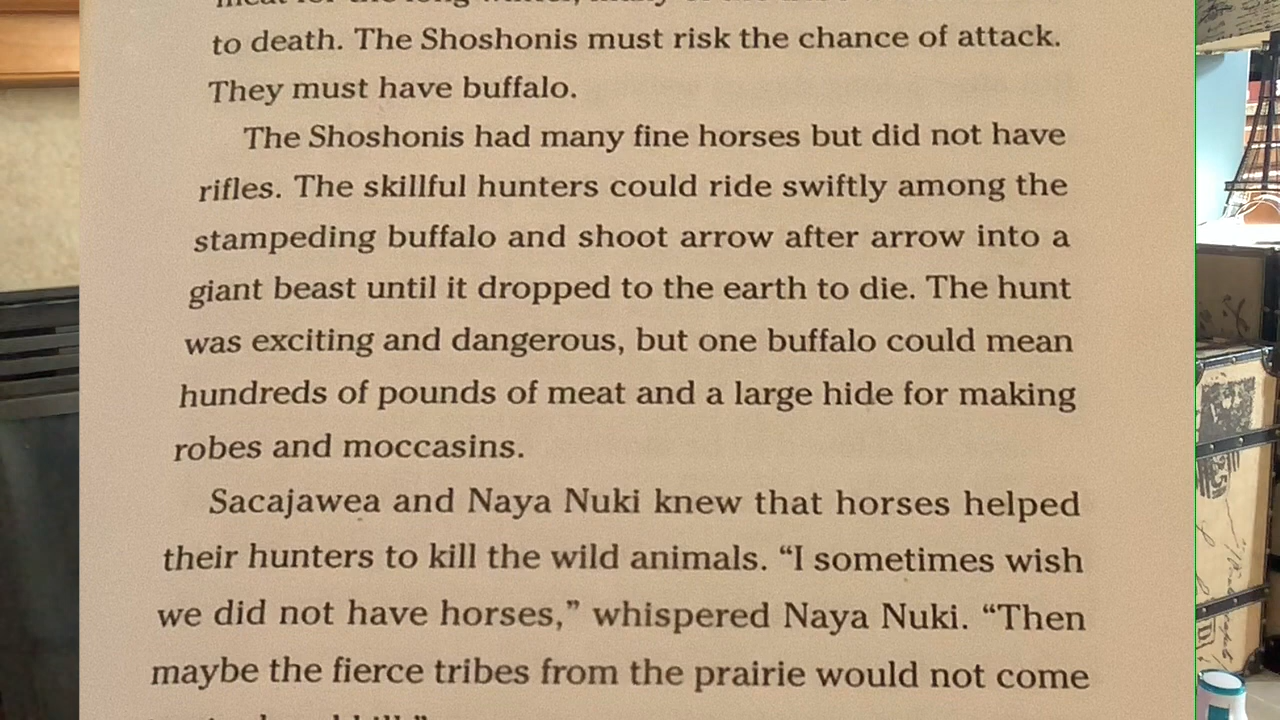 to death. The Shoshonis must risk the chance of attack.
They must have buffalo.
The Shoshonis had many fine horses but did not have
rifles. The skillful hunters could ride swiftly among the
stampeding buffalo and shoot arrow after arrow into a
giant beast until it dropped to the earth to die. The hunt
was exciting and dangerous, but one buffalo could mean
hundreds of pounds of meat and a large hide for making
robes and moccasins.
Sacajawea and Naya Nuki knew that horses helped
their hunters to kill the wild animals. “I sometimes wish
we did not have horses,” whispered Naya Nuki. “Then
maybe the fierce tribes from the prairie would not come